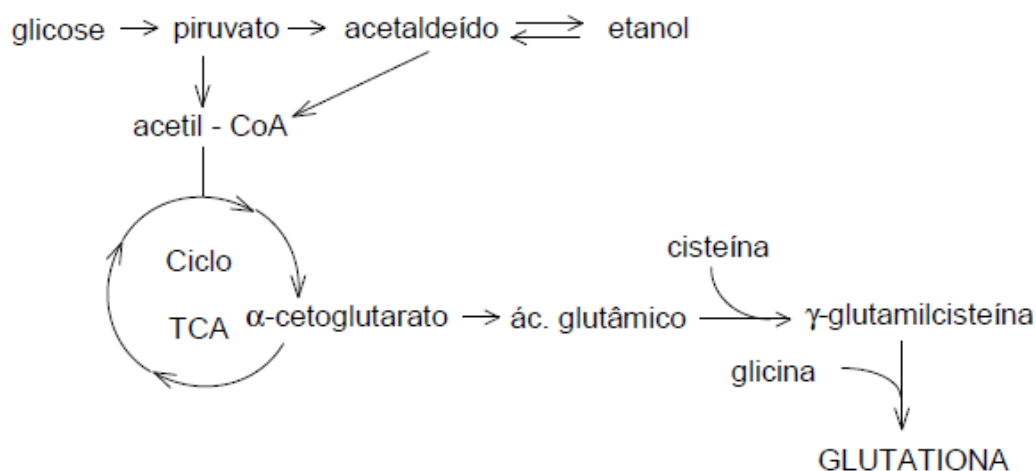 glicose piruvato acetaldeído etanol
acetil - CoA
cisteína
Ciclo
TCA α-cetoglutarato ác. glutâmico γ-glutamilcisteína
glicina
GLUTATIONA